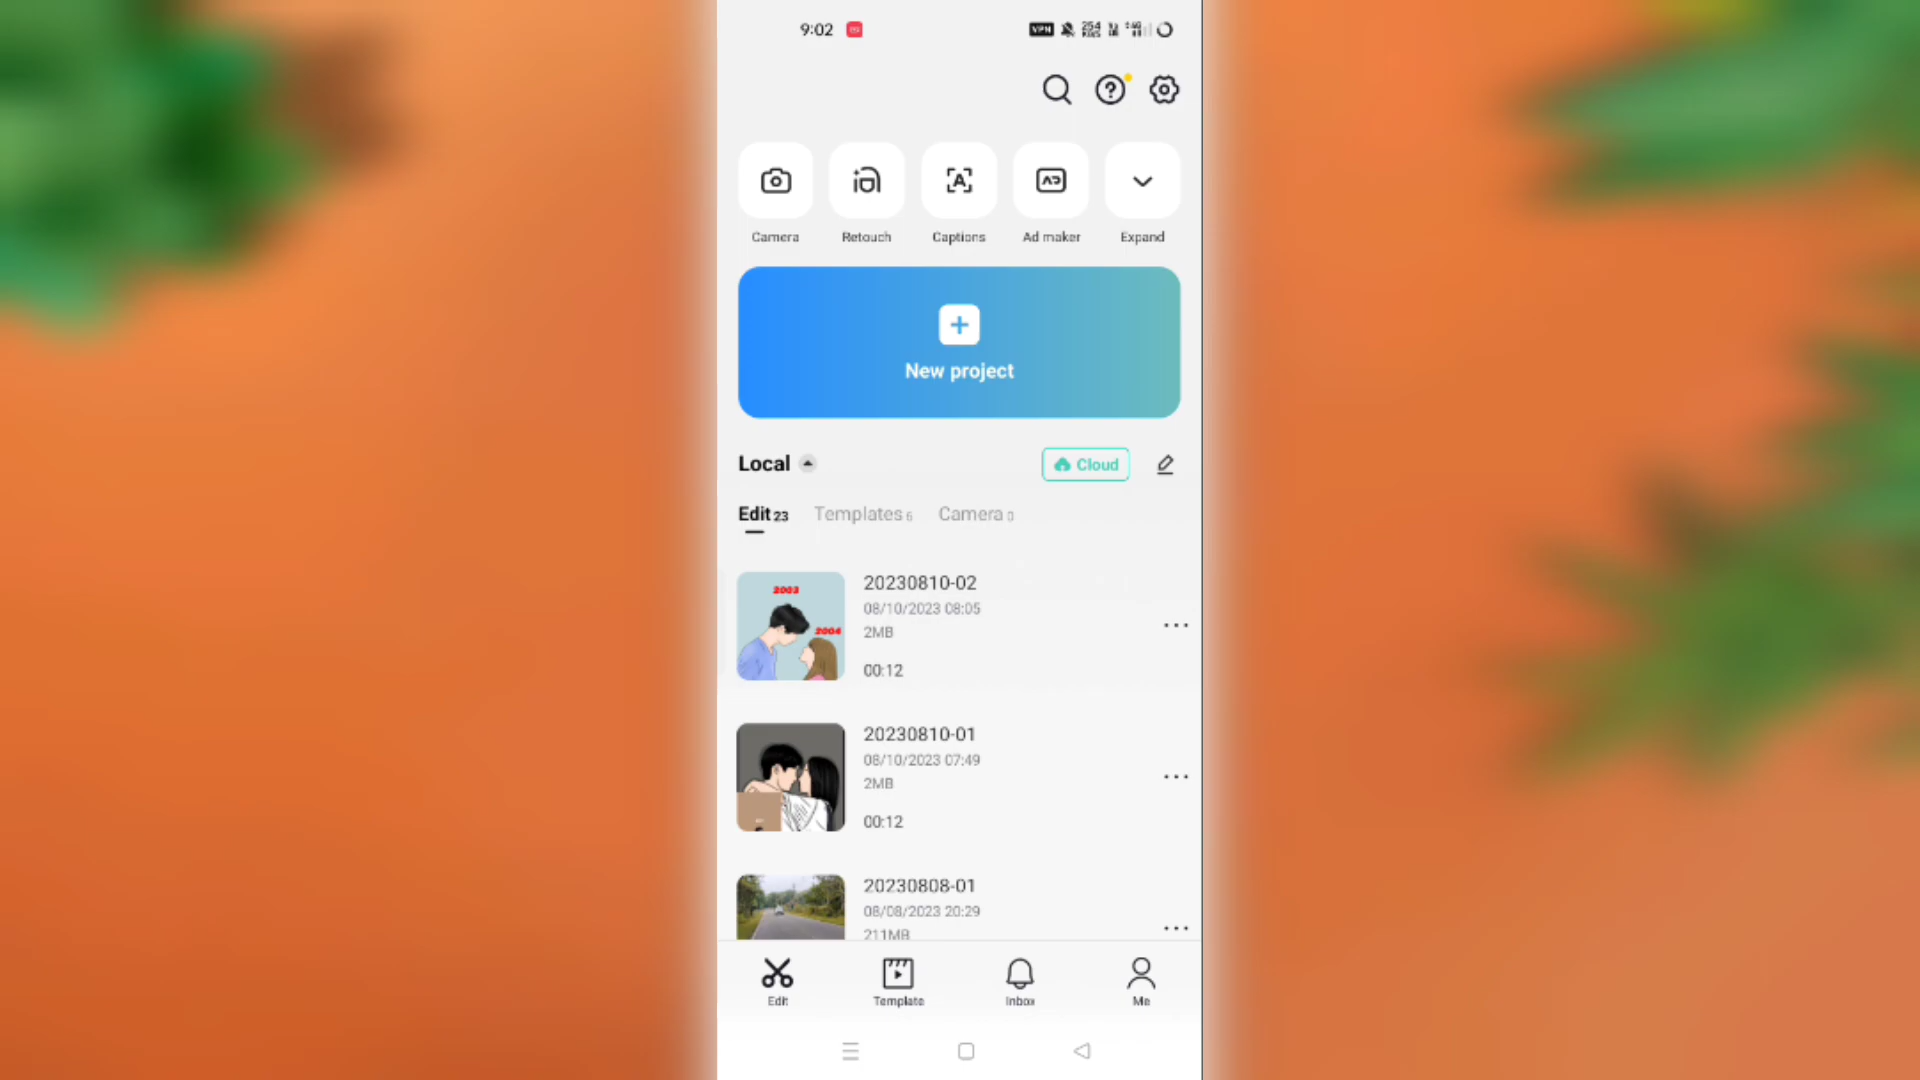 9:02
VPN
Camera
Retouch
Captions
Ad maker
Expand
New project
Local
Cloud
Edit 23
Templates 6
Camera 0
2003
2004
20230810-02
08/10/2023 08:05
2MB
00:12
20230810-01
08/10/2023 07:49
2MB
00:12
20230808-01
08/08/2023 20:29
211MB
Edit
Template
Inbox
Me